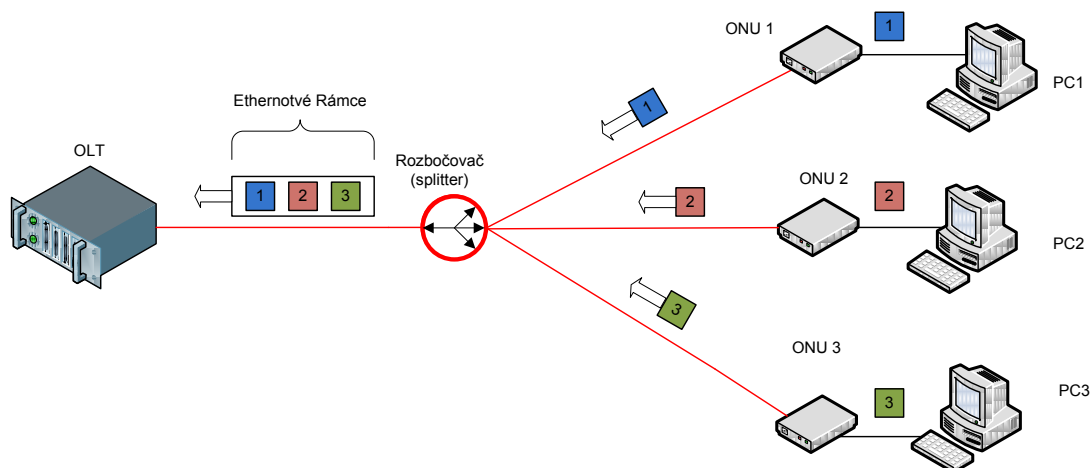 ONU 1
1
PC1
1
Ethernotvé Rámce
OLT
1 2 3
Rozbočovač
(splitter)
2
ONU 2
2
PC2
3
ONU 3
3
PC3